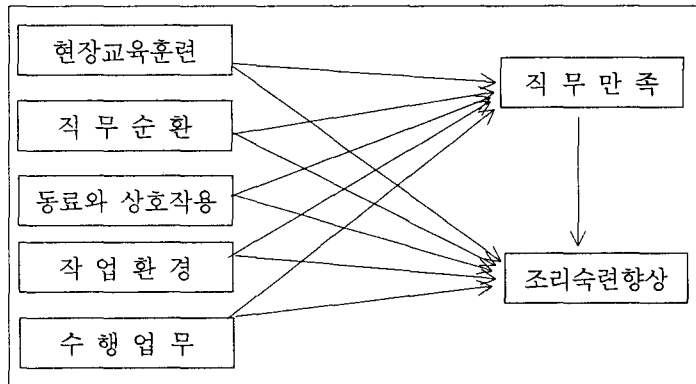 현장교육훈련
직 무 순 환
동료와 상호작용
작 업 환 경
수 행 업 무
직 무 만 족
조리숙련향상